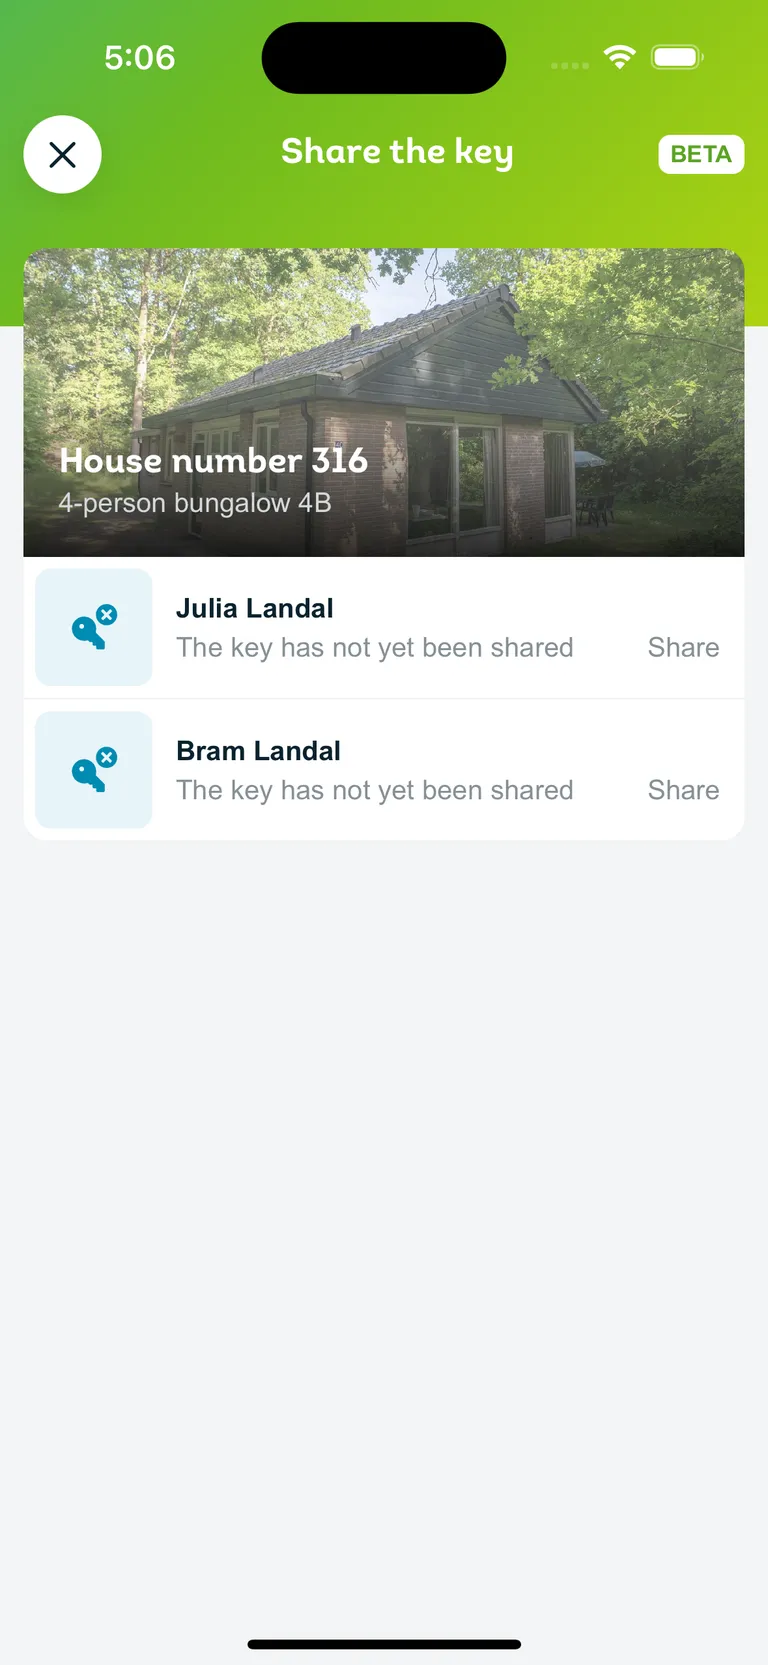 5:06
Share the key
BETA
House number 316
4-person bungalow 4B
Julia Landal
The key has not yet been shared
Share
Bram Landal
The key has not yet been shared
Share